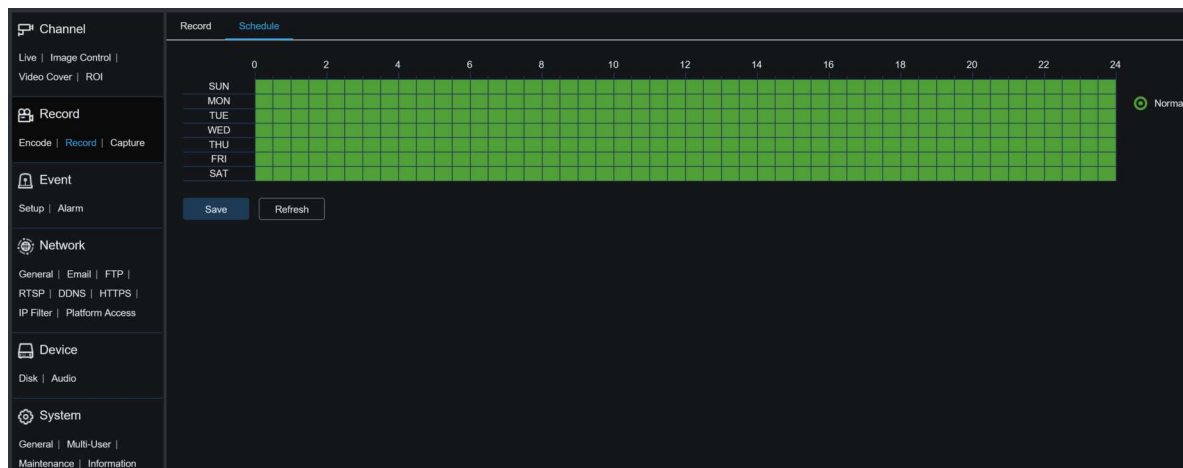 Channel
Live | Image Control |
Video Cover | ROI
Record
Encode | Record | Capture
Event
Setup | Alarm
Network
General | Email | FTP |
RTSP | DDNS | HTTPS |
IP Filter | Platform Access
Device
Disk | Audio
System
General | Multi-User |
Maintenance | Information
Record Schedule
0 2 4 6 8 10 12 14 16 18 20 22 24
SUN
MON
TUE
WED
THU
FRI
SAT
Norma
Save Refresh